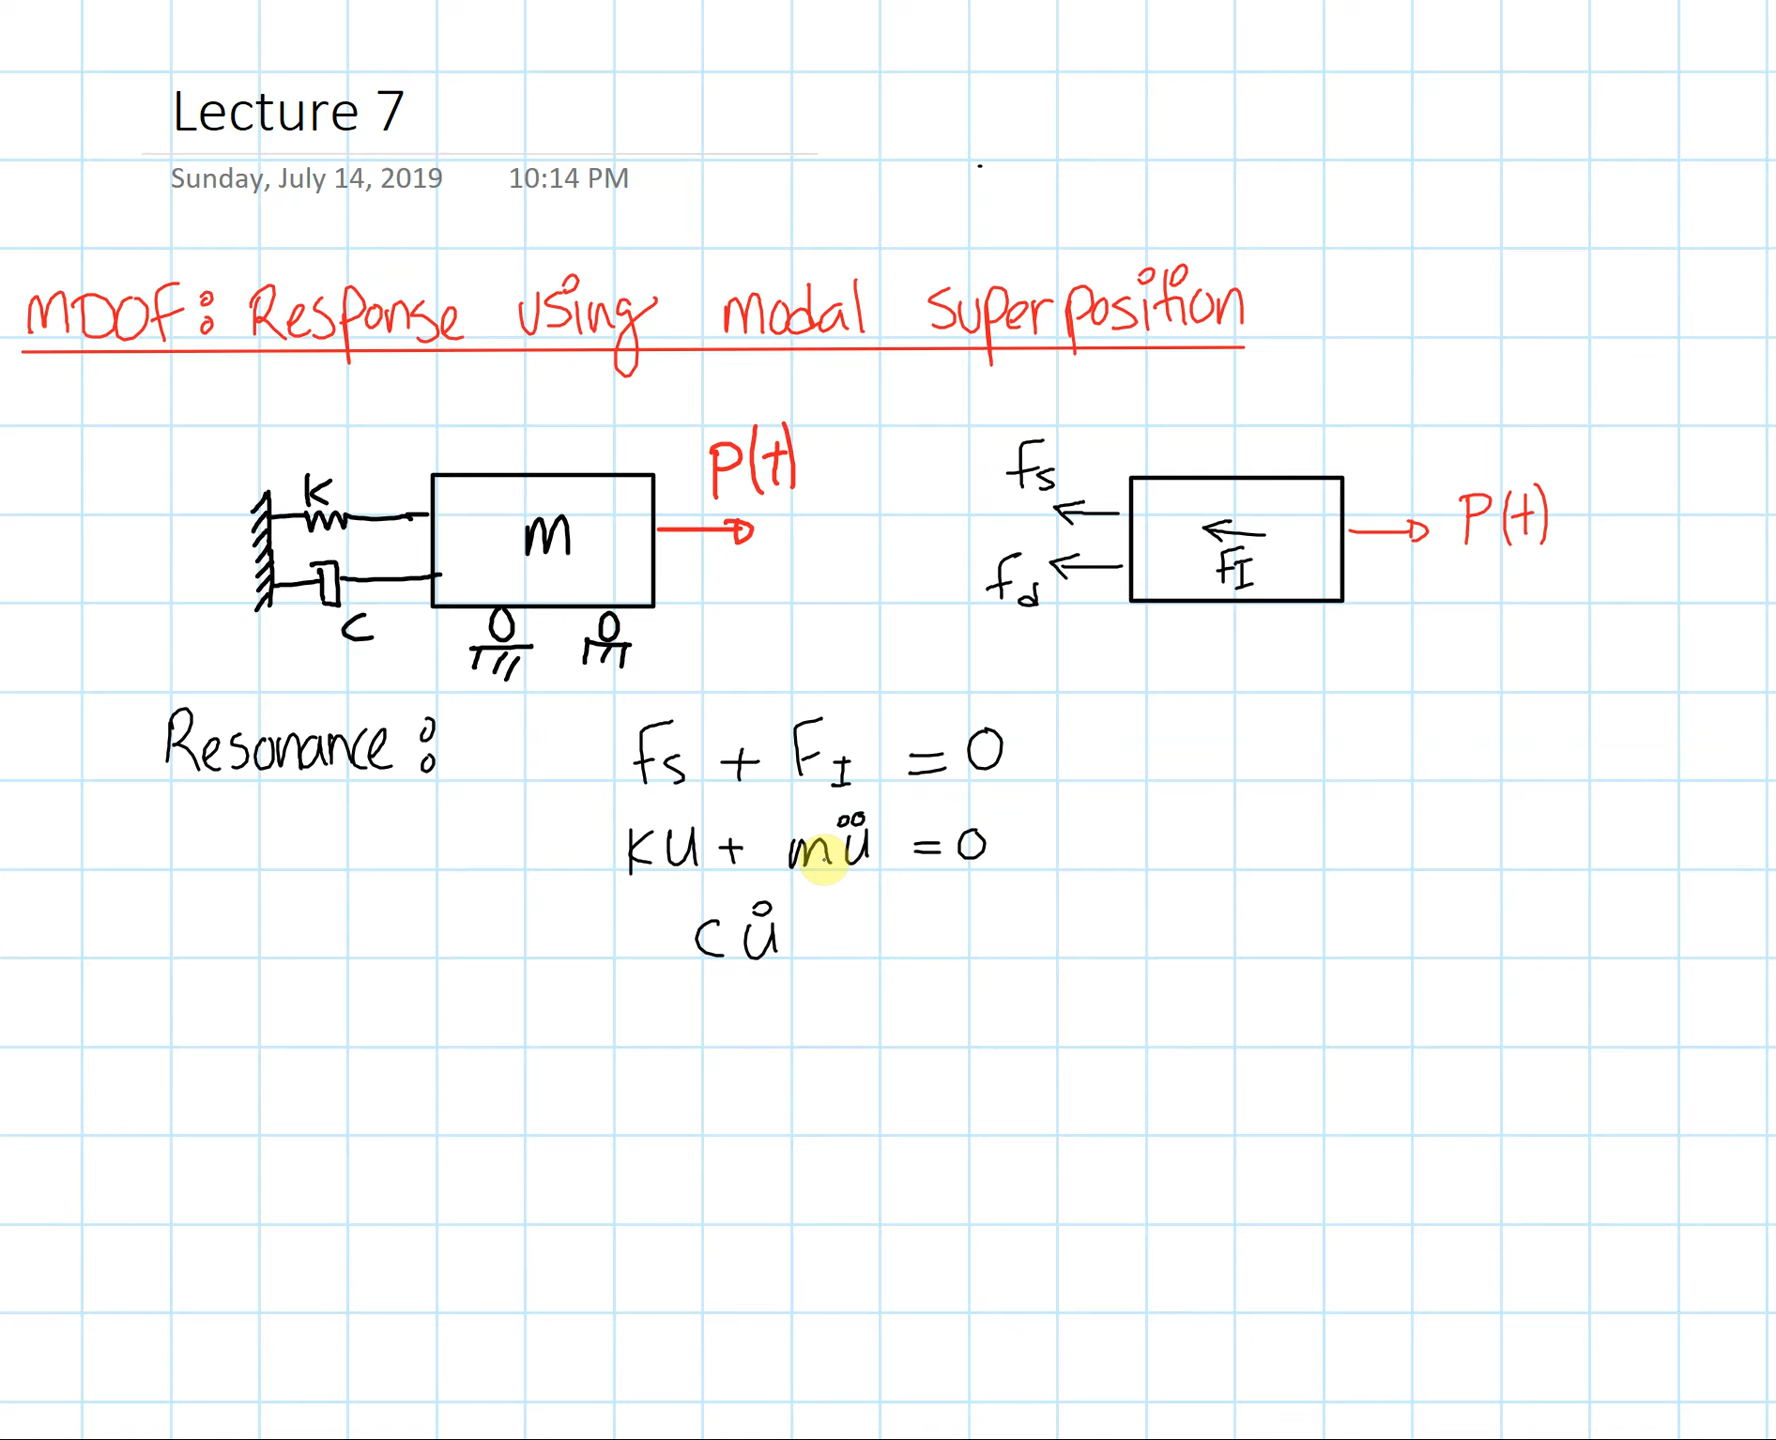 Lecture 7
Sunday, July 14, 2019 10:14 PM
MDOF: Response using modal superposition
K
m
P(t)
C
fs
fd
FI
P(t)
Resonance:
Fs + FI = 0
KU + mü = 0
C u̇